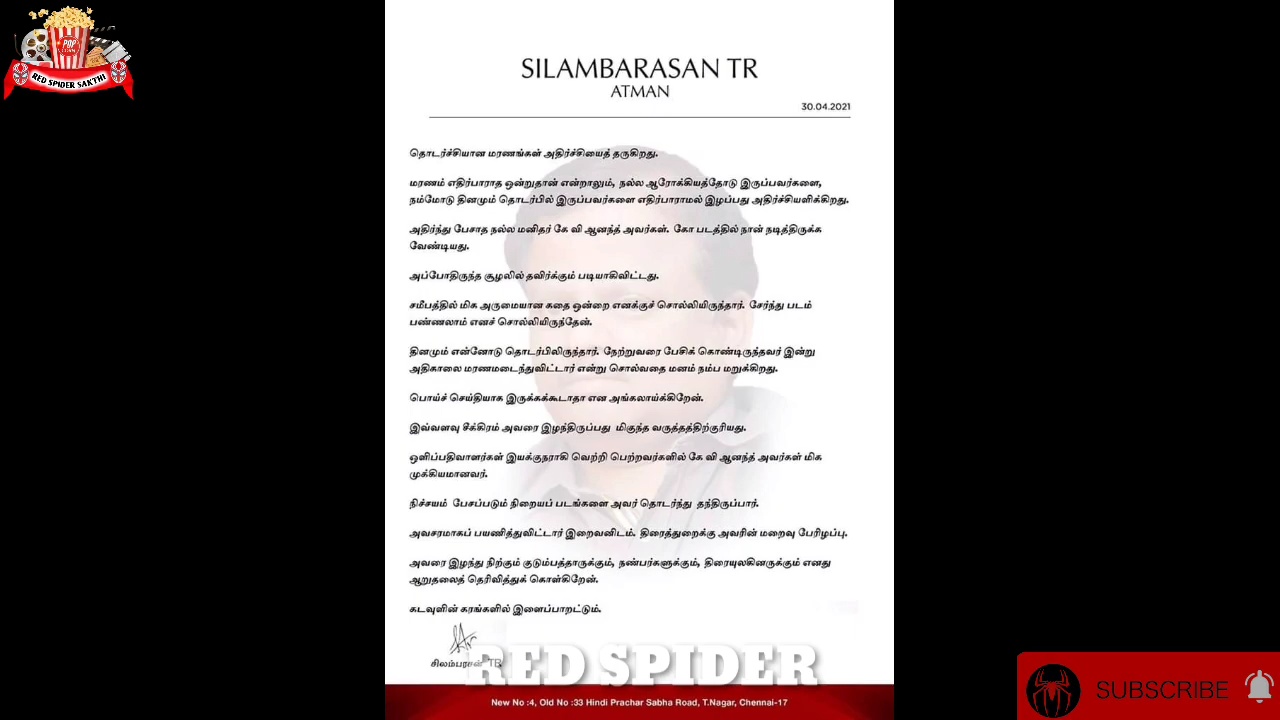 POP
CORN
RED SPIDER SAKTHI
SILAMBARASAN TR
ATMAN
30.04.2021
தொடர்ச்சியான மரணங்கள் அதிர்ச்சியைத் தருகிறது.
மரணம் எதிர்பாராத ஒன்றுதான் என்றாலும், நல்ல ஆரோக்கியத்தோடு இருப்பவர்களை,
நம்மோடு தினமும் தொடர்பில் இருப்பவர்களை எதிர்பாராமல் இழப்பது அதிர்ச்சியளிக்கிறது.
அதிர்ந்து பேசாத நல்ல மனிதர் கே வி ஆனந்த் அவர்கள். கோ படத்தில் நான் நடித்திருக்க
வேண்டியது.
அப்போதிருந்த சூழலில் தவிர்க்கும் படியாகிவிட்டது.
சமீபத்தில் மிக அருமையான கதை ஒன்றை எனக்குச் சொல்லியிருந்தார். சேர்ந்து படம்
பண்ணலாம் எனச் சொல்லியிருந்தேன்.
தினமும் என்னோடு தொடர்பிலிருந்தார். நேற்றுவரை பேசிக் கொண்டிருந்தவர் இன்று
அதிகாலை மரணமடைந்துவிட்டார் என்று சொல்வதை மனம் நம்ப மறுக்கிறது.
பொய்ச் செய்தியாக இருக்கக்கூடாதா என அங்கலாய்க்கிறேன்.
இவ்வளவு சீக்கிரம் அவரை இழந்திருப்பது மிகுந்த வருத்தத்திற்குரியது.
ஒளிப்பதிவாளர்கள் இயக்குநராகி வெற்றி பெற்றவர்களில் கே வி ஆனந்த் அவர்கள் மிக
முக்கியமானவர்.
நிச்சயம் பேசப்படும் நிறையப் படங்களை அவர் தொடர்ந்து தந்திருப்பார்.
அவசரமாகப் பயணித்துவிட்டார் இறைவனிடம். திரைத்துறைக்கு அவரின் மறைவு பேரிழப்பு.
அவரை இழந்து நிற்கும் குடும்பத்தாருக்கும், நண்பர்களுக்கும், திரையுலகினருக்கும் எனது
ஆறுதலைத் தெரிவித்துக் கொள்கிறேன்.
கடவுளின் கரங்களில் இளைப்பாறட்டும்.
சிலம்பரசன் TR
RED SPIDER
New No :4, Old No :33 Hindi Prachar Sabha Road, T.Nagar, Chennai-17
SUBSCRIBE